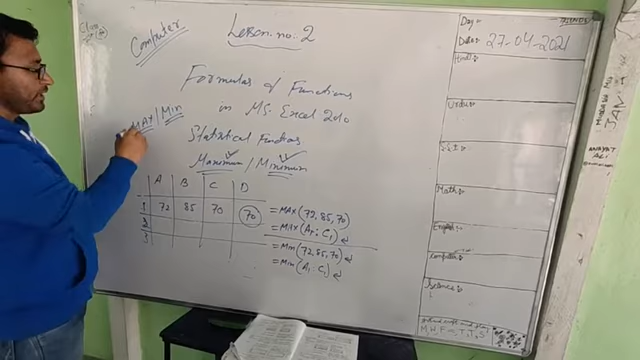 Computer
Lesson.no:2
Formulas of Functions
in MS. Excel 2010
MAX/Min
Statistical Functions
Maximum / Minimum
A B C D
1 72 85 70 70
2
3
=MAX(72,85,70)
=MAX(A1:C1)
=Min(72,85,70)
=Min(A1:C1)
Day:
Date: 27-04-2021
Hindi:
Urdu:
Math:
English:
Computer:
Science: